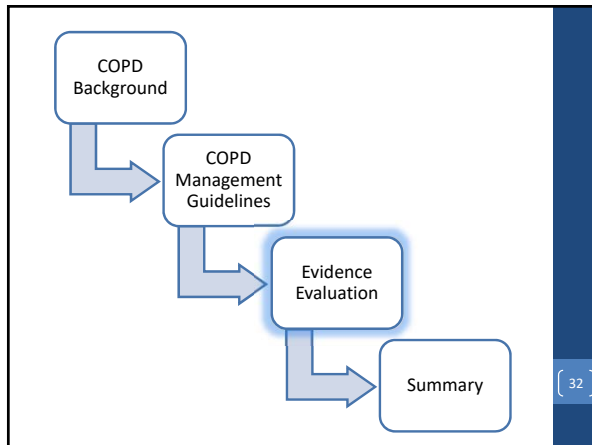 COPD
Background
COPD
Management
Guidelines
Evidence
Evaluation
Summary
32